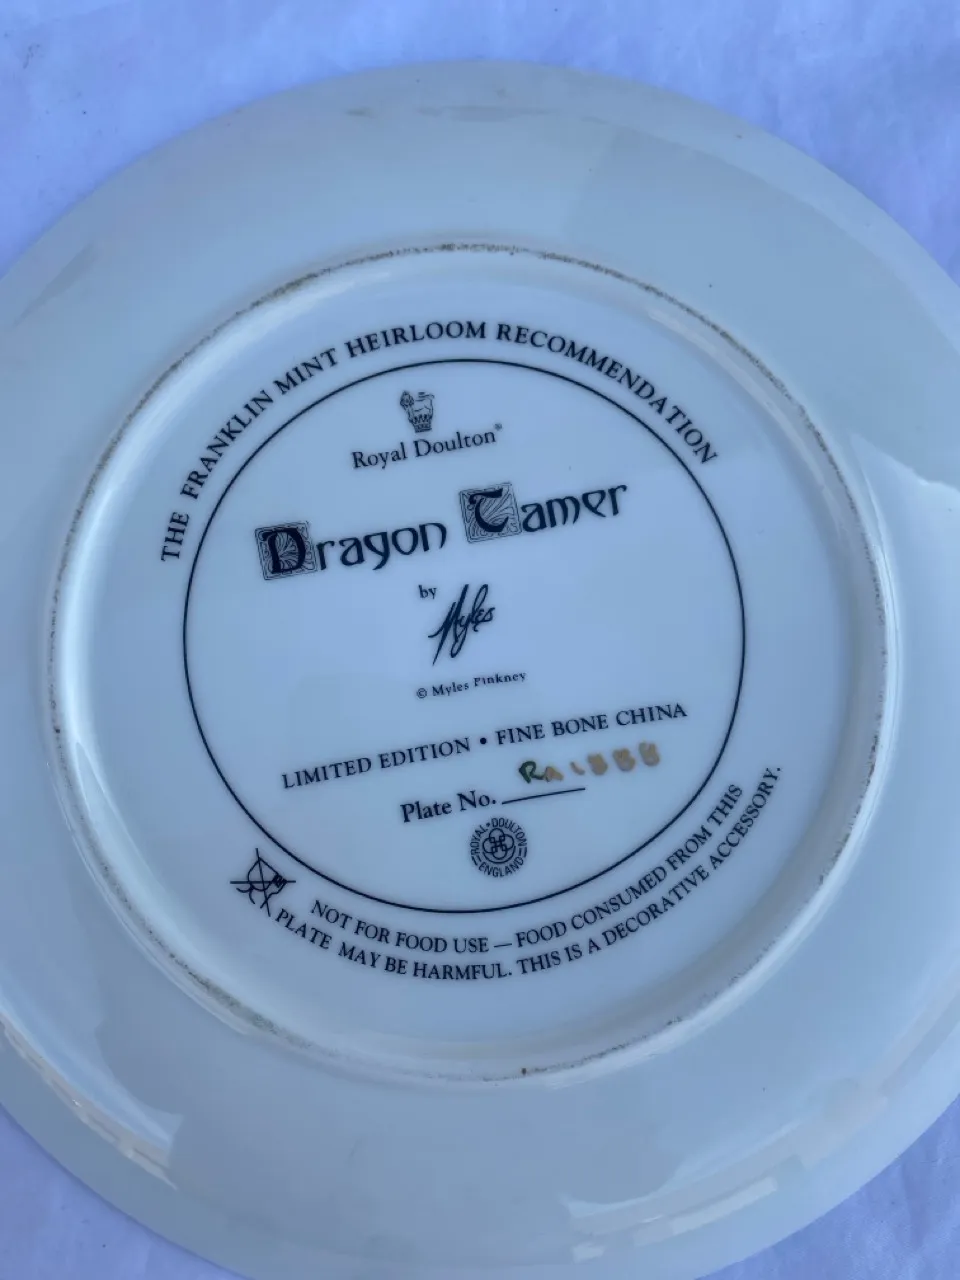 THE FRANKLIN MINT HEIRLOOM RECOMMENDATION
Royal Doulton®
Dragon Tamer
by Myles
© Myles Pinkney
LIMITED EDITION • FINE BONE CHINA
Plate No.
ROYAL • DOULTON
ENGLAND
NOT FOR FOOD USE — FOOD CONSUMED FROM THIS
PLATE MAY BE HARMFUL. THIS IS A DECORATIVE ACCESSORY.